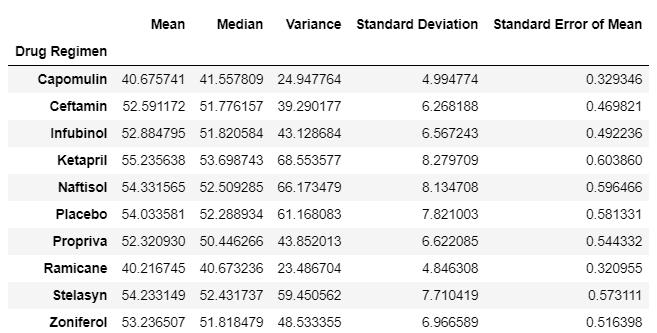 Mean Median Variance Standard Deviation Standard Error of Mean
Drug Regimen
Capomulin 40.675741 41.557809 24.947764 4.994774 0.329346
Ceftamin 52.591172 51.776157 39.290177 6.268188 0.469821
Infubinol 52.884795 51.820584 43.128684 6.567243 0.492236
Ketapril 55.235638 53.698743 68.553577 8.279709 0.603860
Naftisol 54.331565 52.509285 66.173479 8.134708 0.596466
Placebo 54.033581 52.288934 61.168083 7.821003 0.581331
Propriva 52.320930 50.446266 43.852013 6.622085 0.544332
Ramicane 40.216745 40.673236 23.486704 4.846308 0.320955
Stelasyn 54.233149 52.431737 59.450562 7.710419 0.573111
Zoniferol 53.236507 51.818479 48.533355 6.966589 0.516398